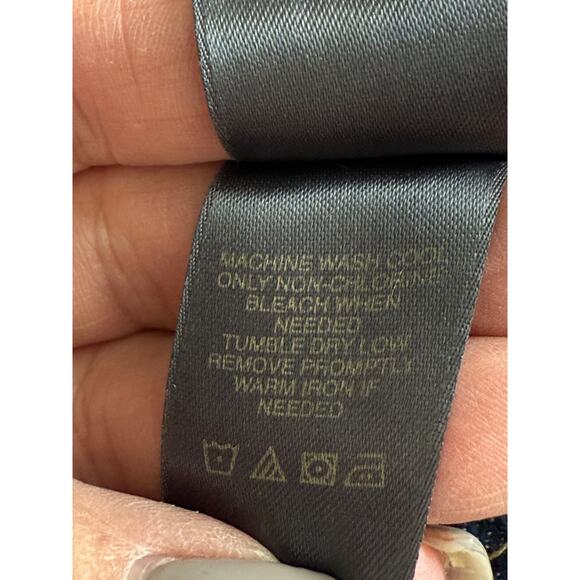 MACHINE WASH COOL
ONLY NON-CHLORINE
BLEACH WHEN
NEEDED
TUMBLE DRY LOW
REMOVE PROMPTLY
WARM IRON IF
NEEDED